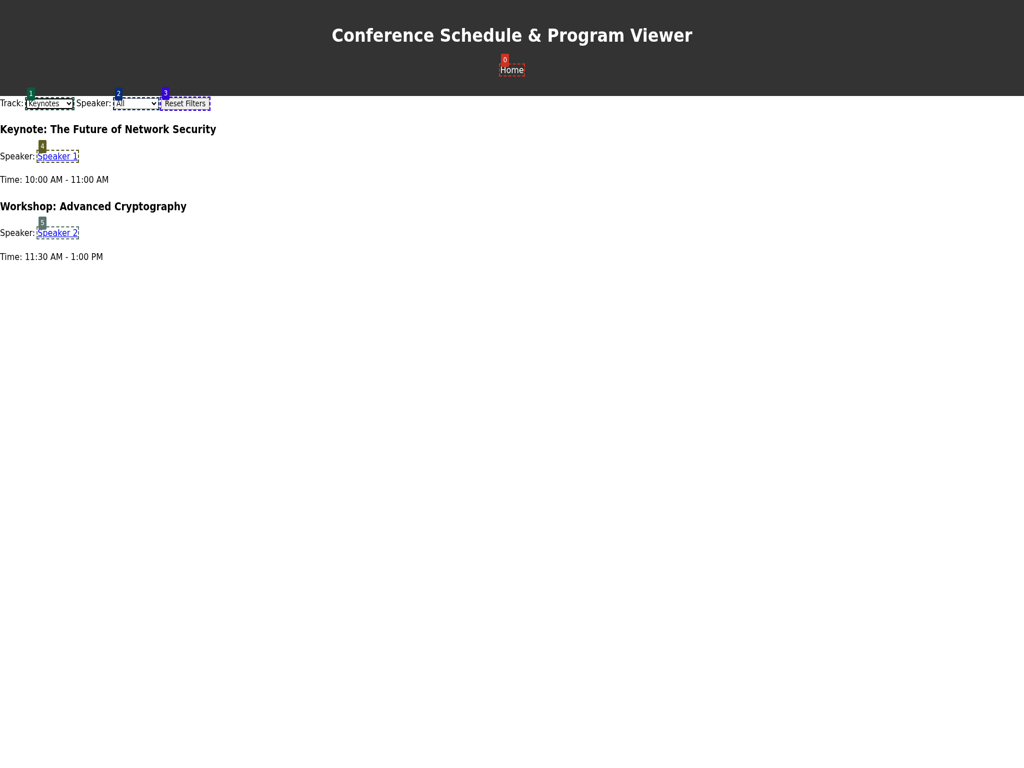 Conference Schedule & Program Viewer
0
Home
1 2 3
Track: Keynotes Speaker: All Reset Filters
Keynote: The Future of Network Security
4
Speaker: Speaker 1
Time: 10:00 AM - 11:00 AM
Workshop: Advanced Cryptography
5
Speaker: Speaker 2
Time: 11:30 AM - 1:00 PM